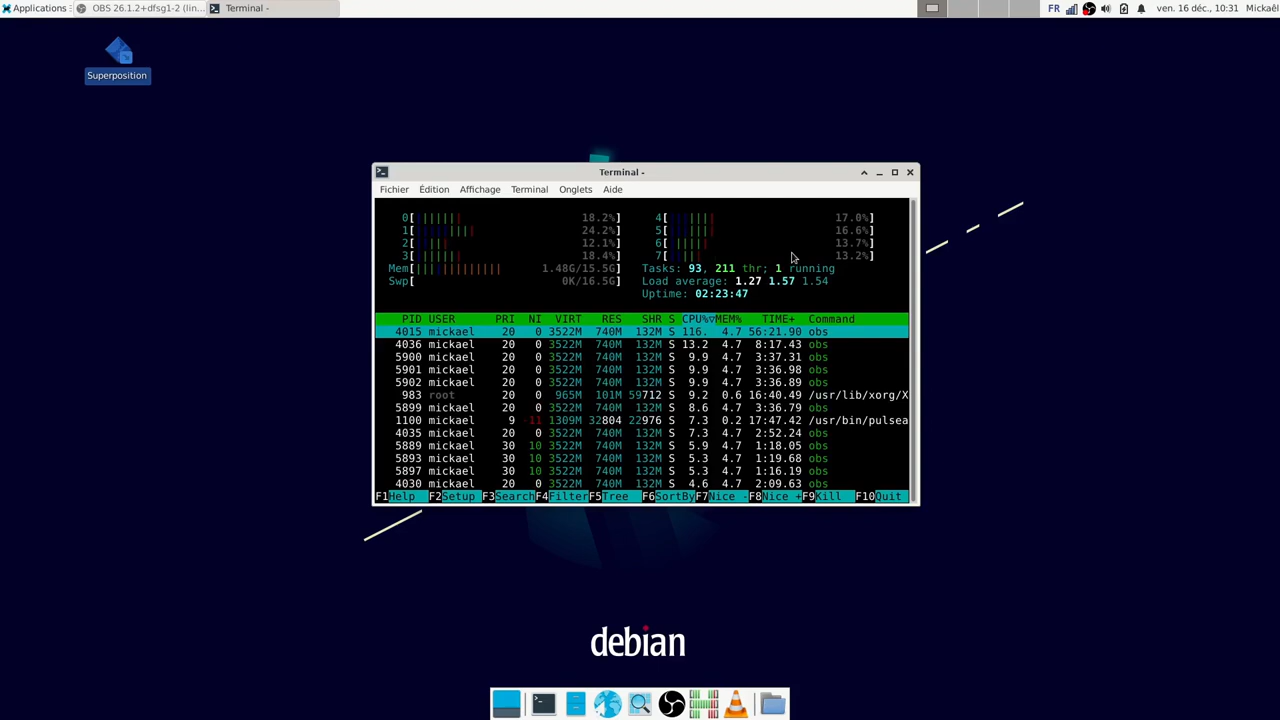 Applications
OBS 26.1.2+dfsg1-2 (lin...
Terminal -
FR
ven. 16 déc., 10:31
Mickaël
Superposition
Terminal -
Fichier Édition Affichage Terminal Onglets Aide
0[ 18.2%] 4[ 17.0%]
1[ 24.2%] 5[ 16.6%]
2[ 12.1%] 6[ 13.7%]
3[ 18.4%] 7[ 13.2%]
Mem[ 1.48G/15.5G] Tasks: 93, 211 thr; 1 running
Swp[ 0K/16.5G] Load average: 1.27 1.57 1.54
Uptime: 02:23:47
PID USER PRI NI VIRT RES SHR S CPU%▽MEM% TIME+ Command
4015 mickael 20 0 3522M 740M 132M S 116. 4.7 56:21.90 obs
4036 mickael 20 0 3522M 740M 132M S 13.2 4.7 8:17.43 obs
5900 mickael 20 0 3522M 740M 132M S 9.9 4.7 3:37.31 obs
5901 mickael 20 0 3522M 740M 132M S 9.9 4.7 3:36.98 obs
5902 mickael 20 0 3522M 740M 132M S 9.9 4.7 3:36.89 obs
983 root 20 0 965M 101M 59712 S 9.2 0.6 16:40.49 /usr/lib/xorg/X
5899 mickael 20 0 3522M 740M 132M S 8.6 4.7 3:36.79 obs
1100 mickael 9 -11 1309M 32804 22976 S 7.3 0.2 17:47.42 /usr/bin/pulsea
4035 mickael 20 0 3522M 740M 132M S 7.3 4.7 2:52.24 obs
5889 mickael 30 10 3522M 740M 132M S 5.9 4.7 1:18.05 obs
5893 mickael 30 10 3522M 740M 132M S 5.3 4.7 1:19.68 obs
5897 mickael 30 10 3522M 740M 132M S 5.3 4.7 1:16.19 obs
4030 mickael 20 0 3522M 740M 132M S 4.6 4.7 2:09.63 obs
F1Help F2Setup F3SearchF4FilterF5Tree F6SortByF7Nice -F8Nice +F9Kill F10Quit
debian